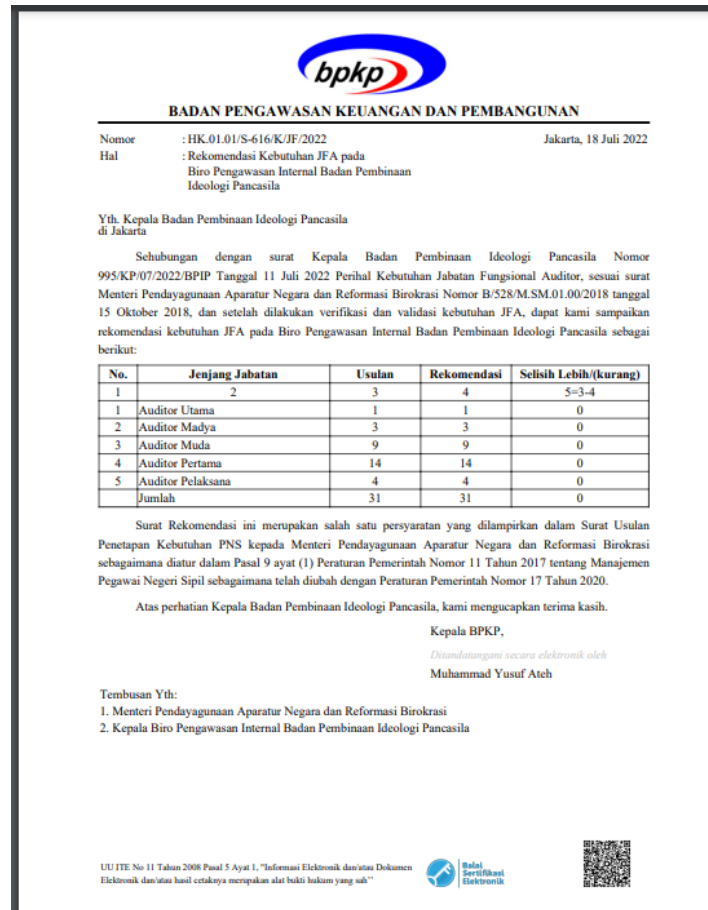 bpkp
BADAN PENGAWASAN KEUANGAN DAN PEMBANGUNAN
Nomor : HK.01.01/S-616/K/JF/2022 Jakarta, 18 Juli 2022
Hal : Rekomendasi Kebutuhan JFA pada
Biro Pengawasan Internal Badan Pembinaan
Ideologi Pancasila
Yth. Kepala Badan Pembinaan Ideologi Pancasila
di Jakarta
Sehubungan dengan surat Kepala Badan Pembinaan Ideologi Pancasila Nomor
995/KP/07/2022/BPIP Tanggal 11 Juli 2022 Perihal Kebutuhan Jabatan Fungsional Auditor, sesuai surat
Menteri Pendayagunaan Aparatur Negara dan Reformasi Birokrasi Nomor B/528/M.SM.01.00/2018 tanggal
15 Oktober 2018, dan setelah dilakukan verifikasi dan validasi kebutuhan JFA, dapat kami sampaikan
rekomendasi kebutuhan JFA pada Biro Pengawasan Internal Badan Pembinaan Ideologi Pancasila sebagai
berikut:
No. Jenjang Jabatan Usulan Rekomendasi Selisih Lebih/(kurang)
1 2 3 4 5=3-4
1 Auditor Utama 1 1 0
2 Auditor Madya 3 3 0
3 Auditor Muda 9 9 0
4 Auditor Pertama 14 14 0
5 Auditor Pelaksana 4 4 0
Jumlah 31 31 0
Surat Rekomendasi ini merupakan salah satu persyaratan yang dilampirkan dalam Surat Usulan
Penetapan Kebutuhan PNS kepada Menteri Pendayagunaan Aparatur Negara dan Reformasi Birokrasi
sebagaimana diatur dalam Pasal 9 ayat (1) Peraturan Pemerintah Nomor 11 Tahun 2017 tentang Manajemen
Pegawai Negeri Sipil sebagaimana telah diubah dengan Peraturan Pemerintah Nomor 17 Tahun 2020.
Atas perhatian Kepala Badan Pembinaan Ideologi Pancasila, kami mengucapkan terima kasih.
Kepala BPKP,
Ditandatangani secara elektronik oleh
Muhammad Yusuf Ateh
Tembusan Yth:
1. Menteri Pendayagunaan Aparatur Negara dan Reformasi Birokrasi
2. Kepala Biro Pengawasan Internal Badan Pembinaan Ideologi Pancasila
UU ITE No 11 Tahun 2008 Pasal 5 Ayat 1, "Informasi Elektronik dan/atau Dokumen
Elektronik dan/atau hasil cetaknya merupakan alat bukti hukum yang sah"
Balai
Sertifikasi
Elektronik